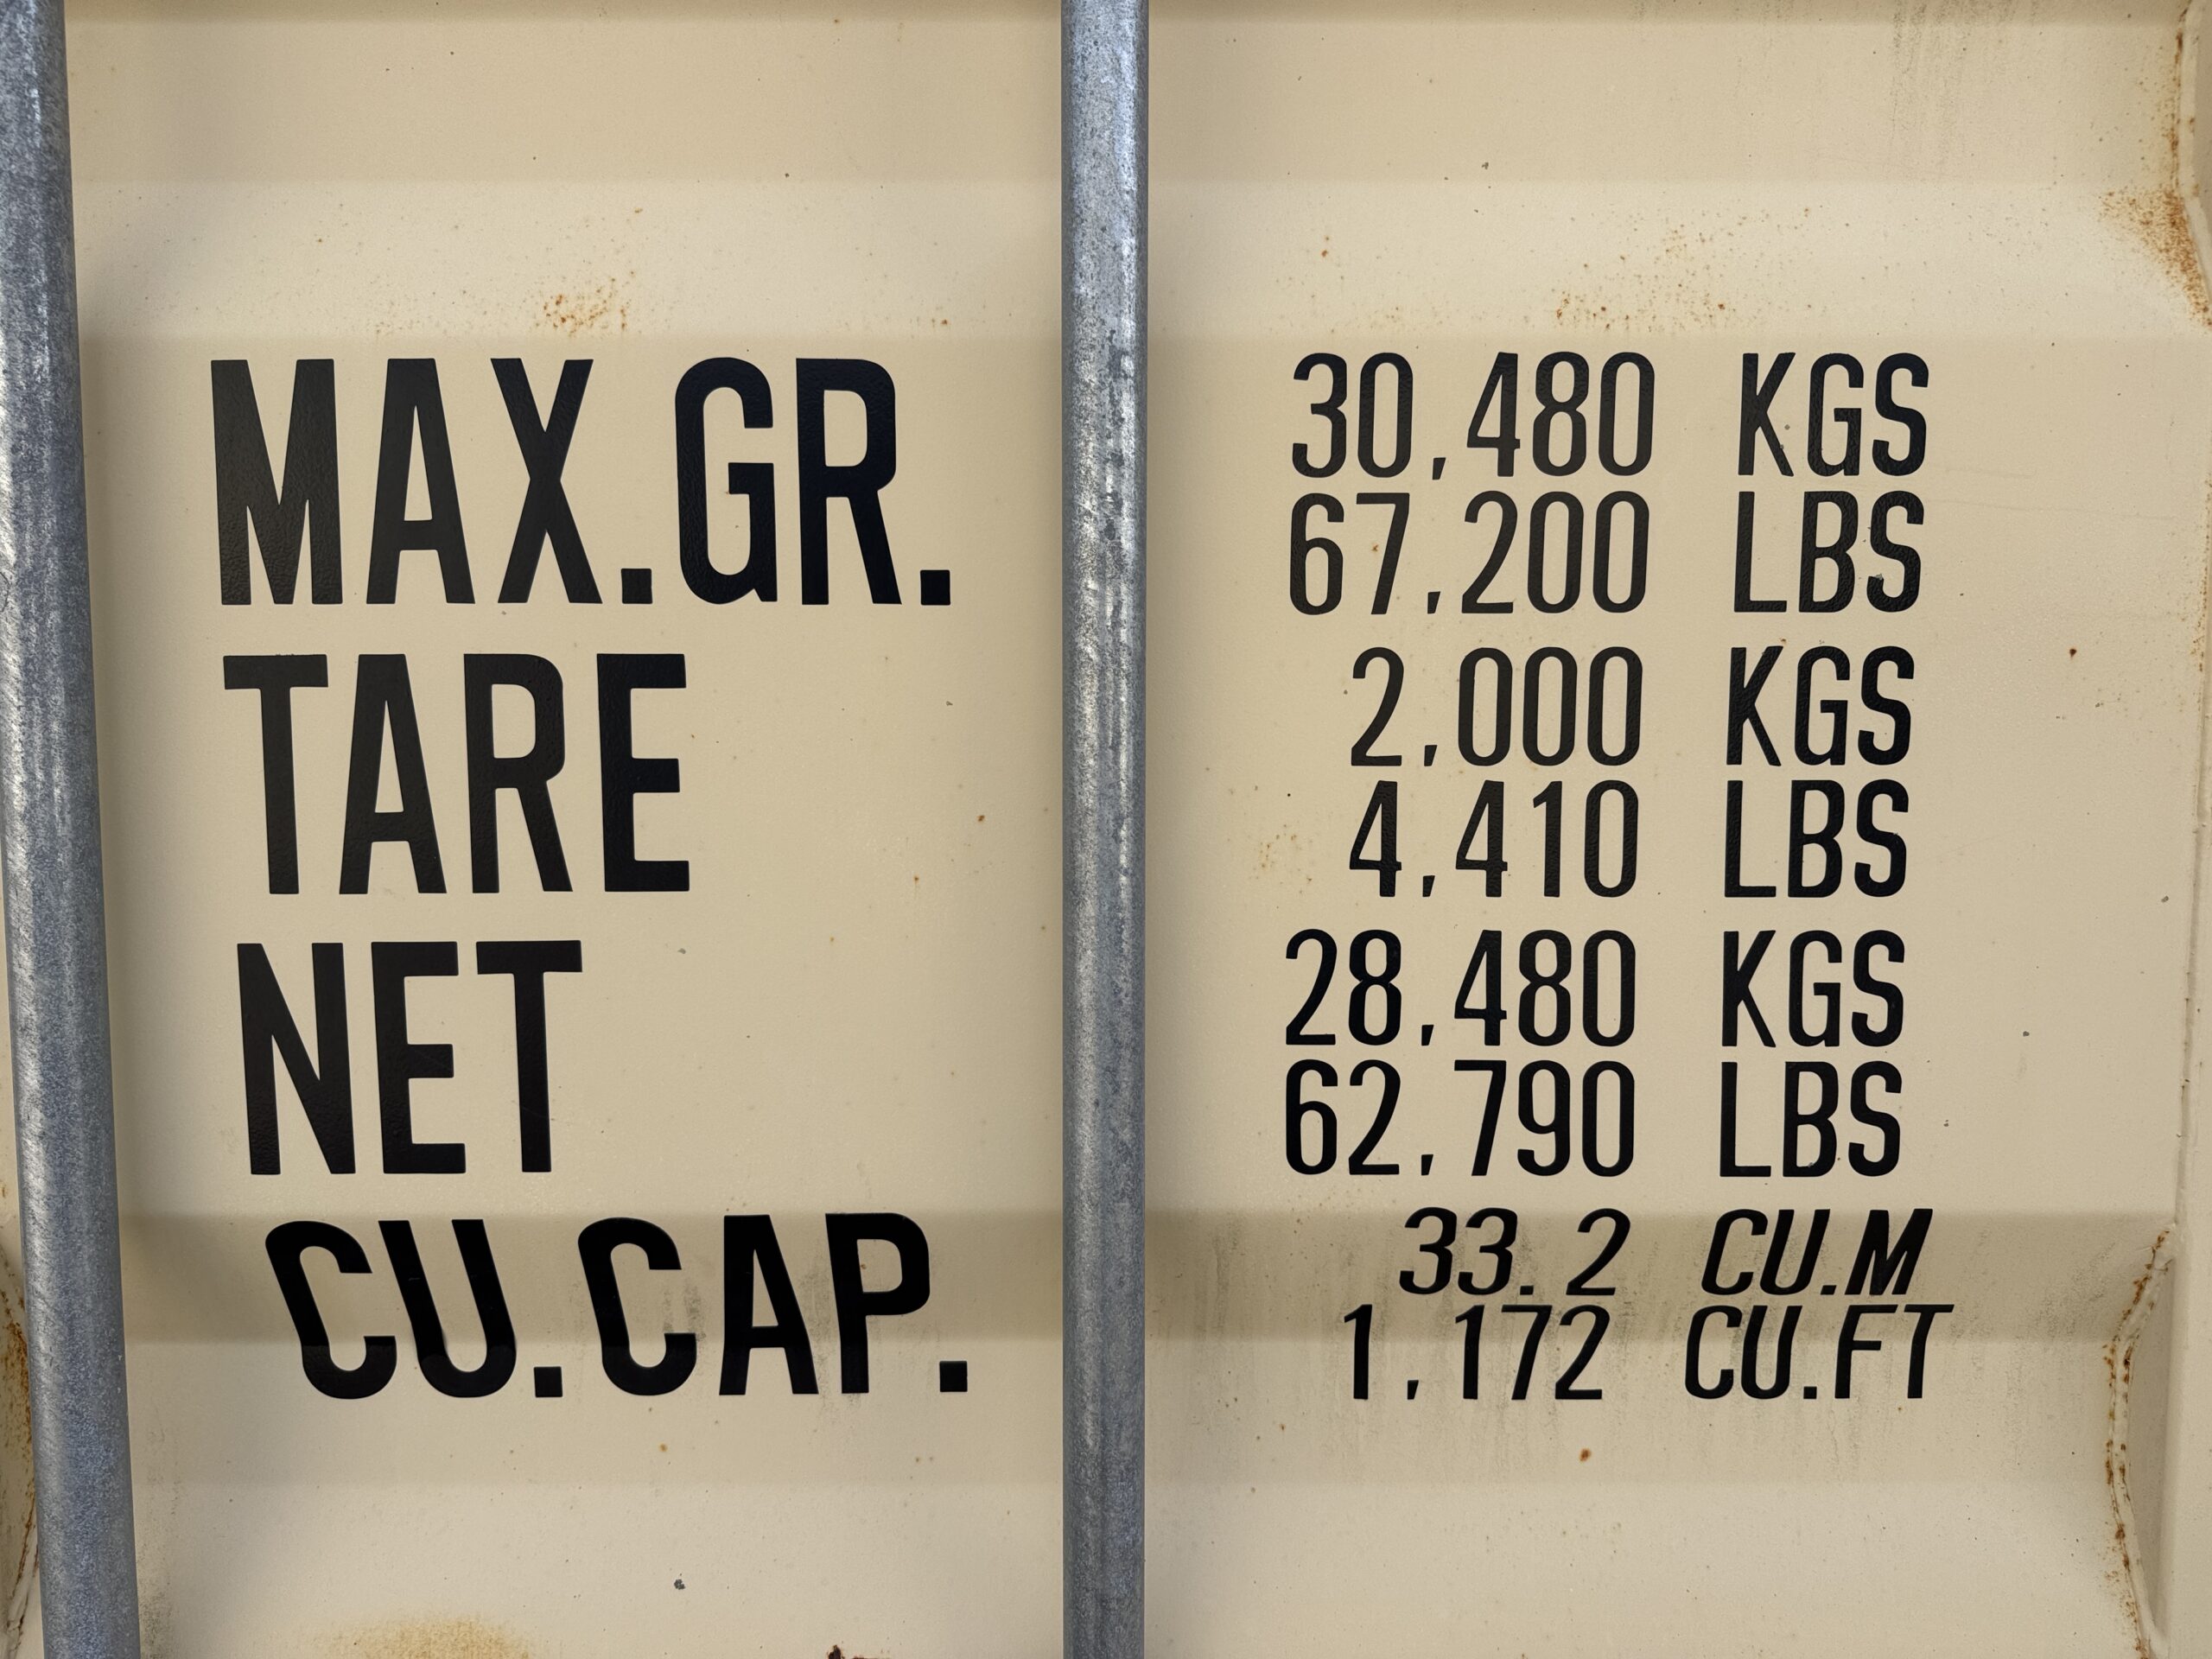 MAX.GR. 30,480 KGS
67,200 LBS
TARE 2,000 KGS
4,410 LBS
NET 28,480 KGS
62,790 LBS
CU.CAP. 33.2 CU.M
1,172 CU.FT